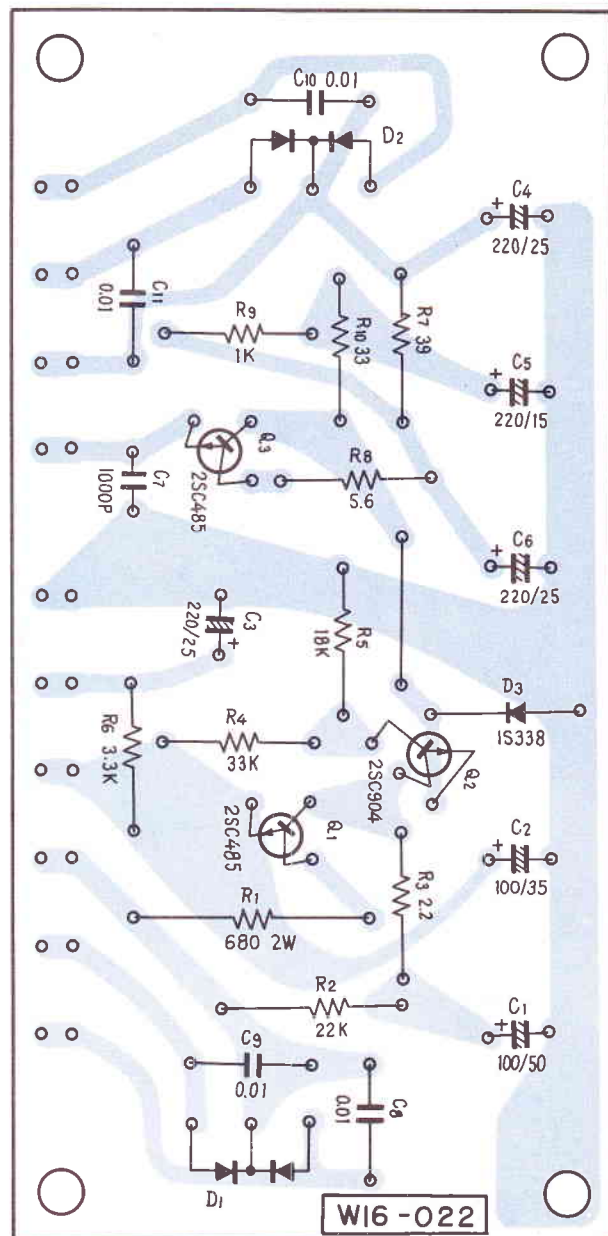 C10 0.01
D2
C4
+
220/25
C11
0.01
R9
1K
R10 33
R7 39
C5
+
220/15
Q3
2SC485
C7
1000P
R8
5.6
C6
+
220/25
C3
220/25
+
R5
18K
D3
1S338
R6 3.3K
R4
33K
Q2
2SC904
Q1
2SC485
C2
+
100/35
R3 2.2
R1
680 2W
R2
22K
C1
+
100/50
C9
0.01
C8
0.01
D1
W16-022